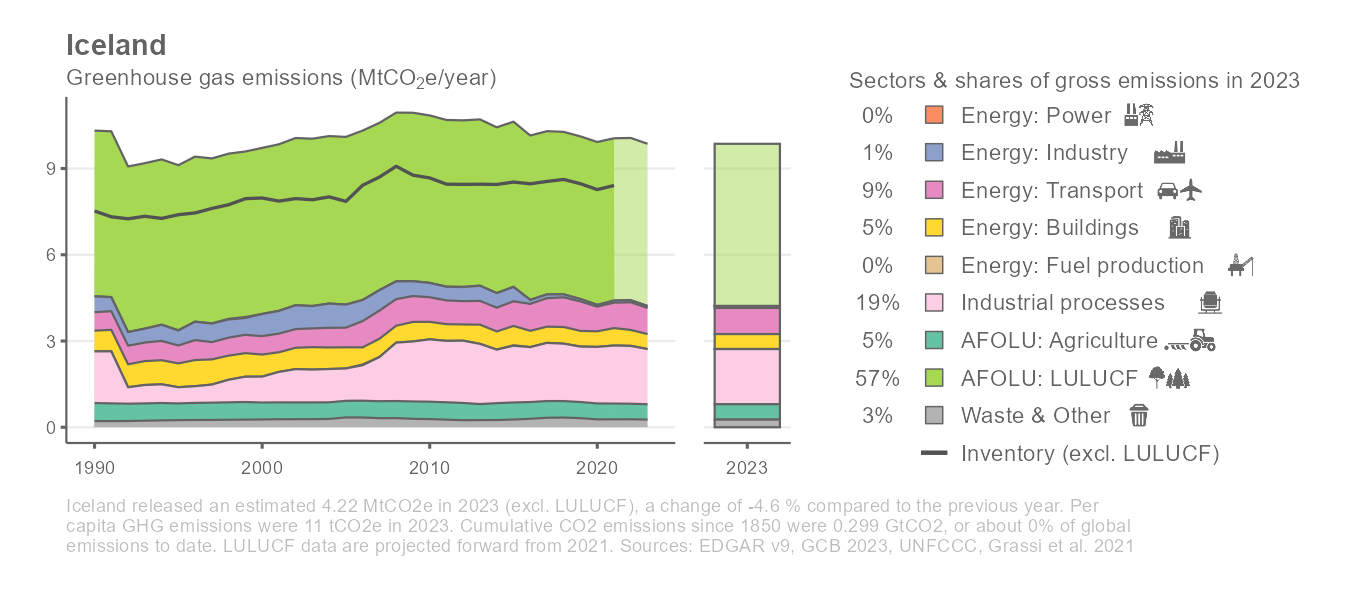 Iceland
Greenhouse gas emissions (MtCO₂e/year)
9
6
3
0
1990
2000
2010
2020
2023
Sectors & shares of gross emissions in 2023
0% Energy: Power
1% Energy: Industry
9% Energy: Transport
5% Energy: Buildings
0% Energy: Fuel production
19% Industrial processes
5% AFOLU: Agriculture
57% AFOLU: LULUCF
3% Waste & Other
Inventory (excl. LULUCF)
Iceland released an estimated 4.22 MtCO2e in 2023 (excl. LULUCF), a change of -4.6 % compared to the previous year. Per
capita GHG emissions were 11 tCO2e in 2023. Cumulative CO2 emissions since 1850 were 0.299 GtCO2, or about 0% of global
emissions to date. LULUCF data are projected forward from 2021. Sources: EDGAR v9, GCB 2023, UNFCCC, Grassi et al. 2021